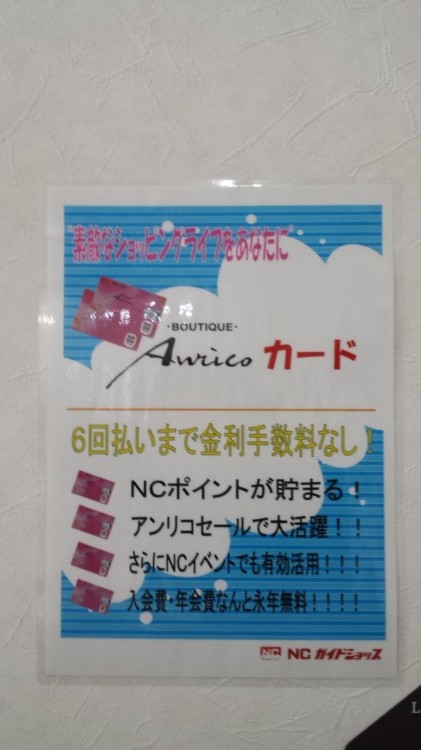 "素敵なショッピングライフをあなたに"
-BOUTIQUE-
Anrico カード
6回払いまで金利手数料なし!
NCポイントが貯まる!
アンリコセールで大活躍!!
さらにNCイベントでも有効活用!!!
入会費・年会費なんと永年無料!!!!
NC NC ガイドショップ
L